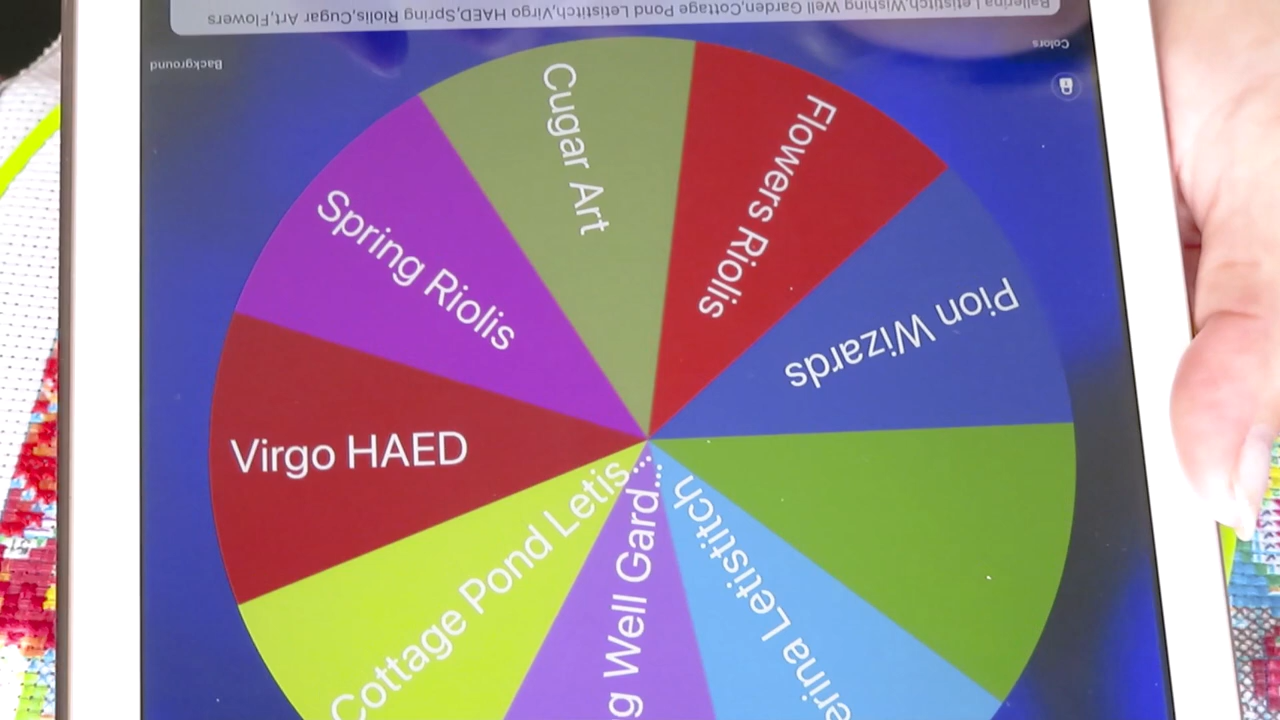 Ballerina Letistitch,Wishing Well Garden,Cottage Pond Letistitch,Virgo HAED,Spring Riolis,Cugar Art,Flowers
Colors
Background
Cugar Art
Flowers Riolis
Spring Riolis
Pion Wizards
Virgo HAED
Cottage Pond Letis...
g Well Gard...
erina Letistitch